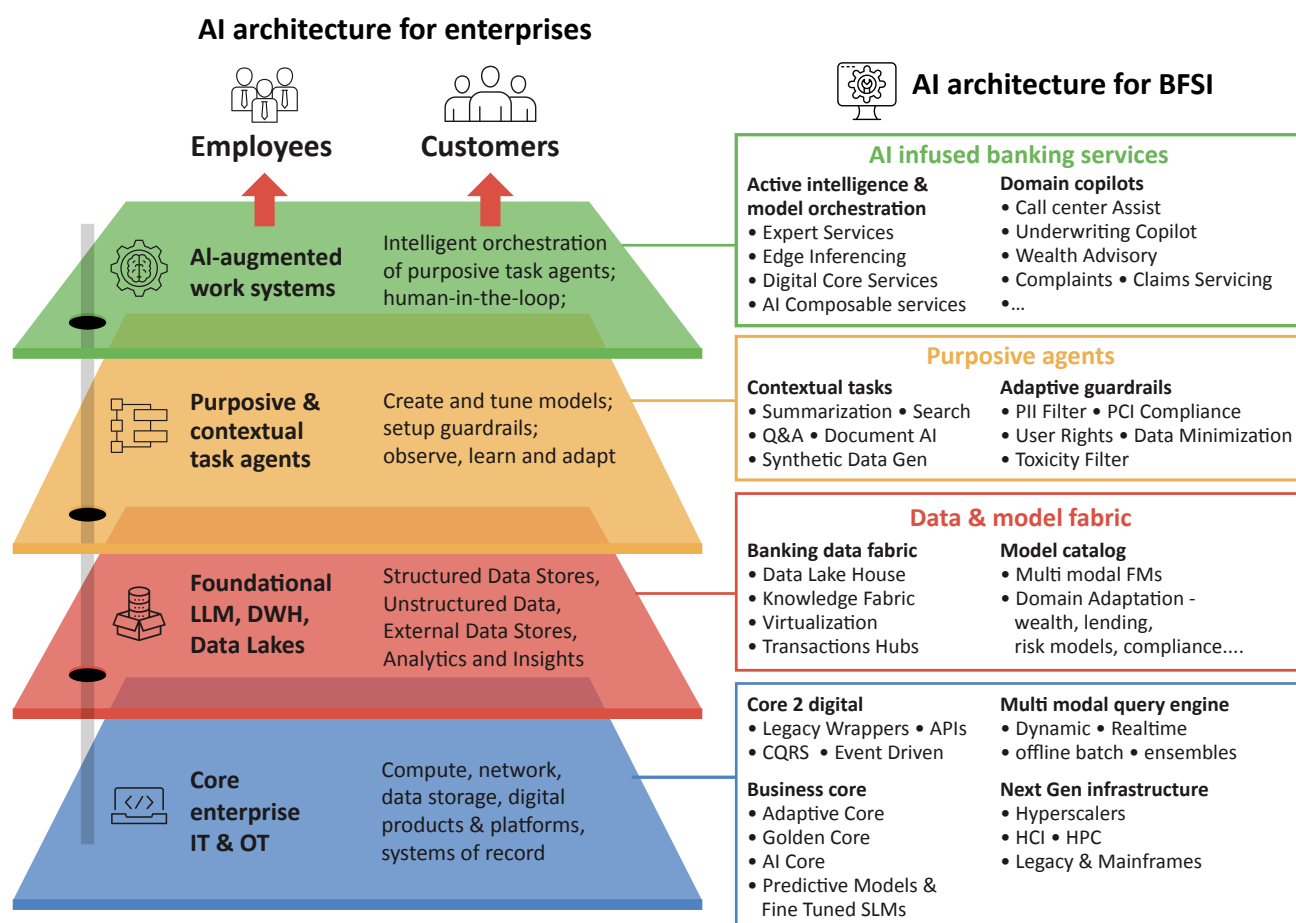 AI architecture for enterprises
Employees
Customers
AI-augmented
work systems
Intelligent orchestration
of purposive task agents;
human-in-the-loop;
Purposive &
contextual
task agents
Create and tune models;
setup guardrails;
observe, learn and adapt
Foundational
LLM, DWH,
Data Lakes
Structured Data Stores,
Unstructured Data,
External Data Stores,
Analytics and Insights
</>
Core
enterprise
IT & OT
Compute, network,
data storage, digital
products & platforms,
systems of record
AI architecture for BFSI
AI infused banking services
Active intelligence &
model orchestration
• Expert Services
• Edge Inferencing
• Digital Core Services
• AI Composable services
Domain copilots
• Call center Assist
• Underwriting Copilot
• Wealth Advisory
• Complaints • Claims Servicing
•...
Purposive agents
Contextual tasks
• Summarization • Search
• Q&A • Document AI
• Synthetic Data Gen
Adaptive guardrails
• PII Filter • PCI Compliance
• User Rights • Data Minimization
• Toxicity Filter
Data & model fabric
Banking data fabric
• Data Lake House
• Knowledge Fabric
• Virtualization
• Transactions Hubs
Model catalog
• Multi modal FMs
• Domain Adaptation -
wealth, lending,
risk models, compliance....
Core 2 digital
• Legacy Wrappers • APIs
• CQRS • Event Driven
Multi modal query engine
• Dynamic • Realtime
• offline batch • ensembles
Business core
• Adaptive Core
• Golden Core
• AI Core
• Predictive Models &
Fine Tuned SLMs
Next Gen infrastructure
• Hyperscalers
• HCI • HPC
• Legacy & Mainframes